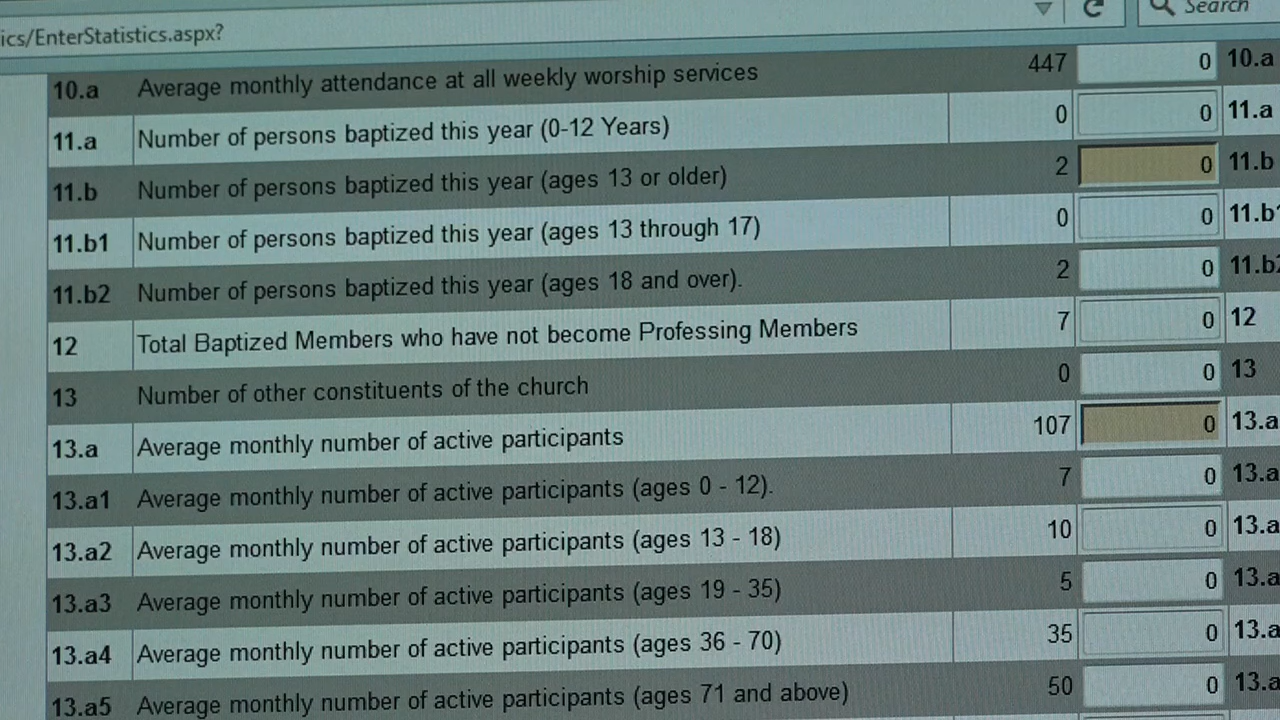 ics/EnterStatistics.aspx?
Search
10.a Average monthly attendance at all weekly worship services 447 0 10.a
11.a Number of persons baptized this year (0-12 Years) 0 0 11.a
11.b Number of persons baptized this year (ages 13 or older) 2 0 11.b
11.b1 Number of persons baptized this year (ages 13 through 17) 0 0 11.b1
11.b2 Number of persons baptized this year (ages 18 and over). 2 0 11.b2
12 Total Baptized Members who have not become Professing Members 7 0 12
13 Number of other constituents of the church 0 0 13
13.a Average monthly number of active participants 107 0 13.a
13.a1 Average monthly number of active participants (ages 0 - 12). 7 0 13.a
13.a2 Average monthly number of active participants (ages 13 - 18) 10 0 13.a
13.a3 Average monthly number of active participants (ages 19 - 35) 5 0 13.a
13.a4 Average monthly number of active participants (ages 36 - 70) 35 0 13.a
13.a5 Average monthly number of active participants (ages 71 and above) 50 0 13.a